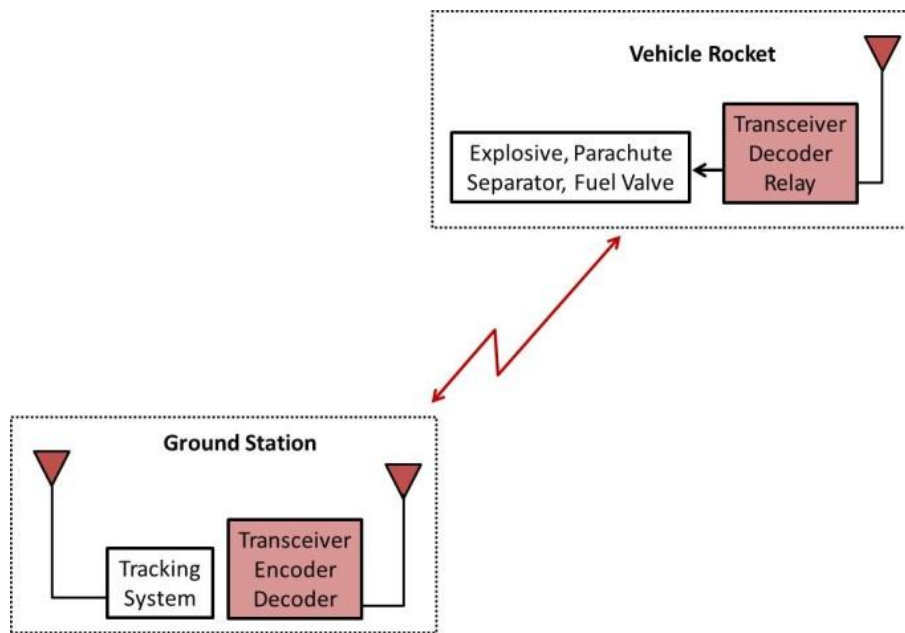 Vehicle Rocket
Explosive, Parachute
Separator, Fuel Valve
Transceiver
Decoder
Relay
Ground Station
Tracking
System
Transceiver
Encoder
Decoder